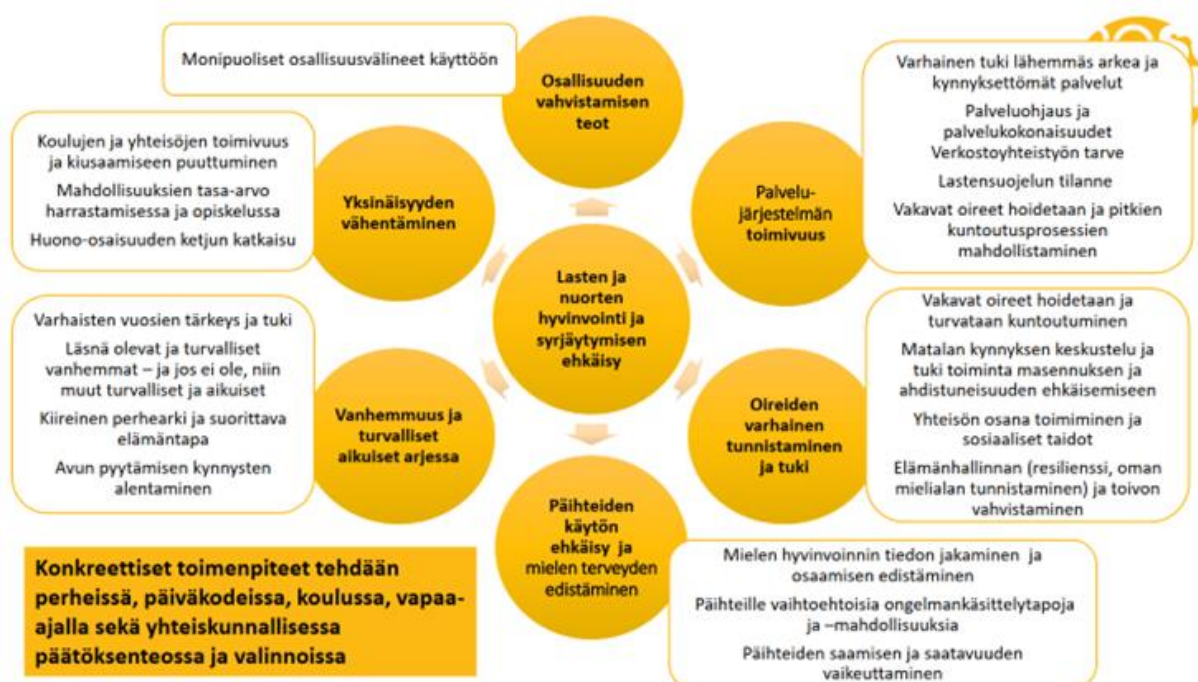 Monipuoliset osallisuusvälineet käyttöön
Osallisuuden
vahvistamisen
teot
Varhainen tuki lähemmäs arkea ja
kynnyksettömät palvelut
Palveluohjaus ja
palvelukokonaisuudet
Verkostoyhteistyön tarve
Lastensuojelun tilanne
Vakavat oireet hoidetaan ja pitkien
kuntoutusprosessien
mahdollistaminen
Koulujen ja yhteisöjen toimivuus
ja kiusaamiseen puuttuminen
Mahdollisuuksien tasa-arvo
harrastamisessa ja opiskelussa
Huono-osaisuuden ketjun katkaisu
Yksinäisyyden
vähentäminen
Palvelu-
järjestelmän
toimivuus
Lasten ja
nuorten
hyvinvointi ja
syrjäytymisen
ehkäisy
Varhaisten vuosien tärkeys ja tuki
Läsnä olevat ja turvalliset
vanhemmat – ja jos ei ole, niin
muut turvalliset ja aikuiset
Kiireinen perhearki ja suorittava
elämäntapa
Avun pyytämisen kynnysten
alentaminen
Vanhemmuus ja
turvalliset
aikuiset arjessa
Oireiden
varhainen
tunnistaminen
ja tuki
Vakavat oireet hoidetaan ja
turvataan kuntoutuminen
Matalan kynnyksen keskustelu ja
tuki toiminta masennuksen ja
ahdistuneisuuden ehkäisemiseen
Yhteisön osana toimiminen ja
sosiaaliset taidot
Elämänhallinnan (resilienssi, oman
mielialan tunnistaminen) ja toivon
vahvistaminen
Päihteiden
käytön
ehkäisy ja
mielen terveyden
edistäminen
Mielen hyvinvoinnin tiedon jakaminen ja
osaamisen edistäminen
Päihteille vaihtoehtoisia ongelmankäsittelytapoja
ja –mahdollisuuksia
Päihteiden saamisen ja saatavuuden
vaikeuttaminen
Konkreettiset toimenpiteet tehdään
perheissä, päiväkodeissa, koulussa, vapaa-
ajalla sekä yhteiskunnallisessa
päätöksenteossa ja valinnoissa